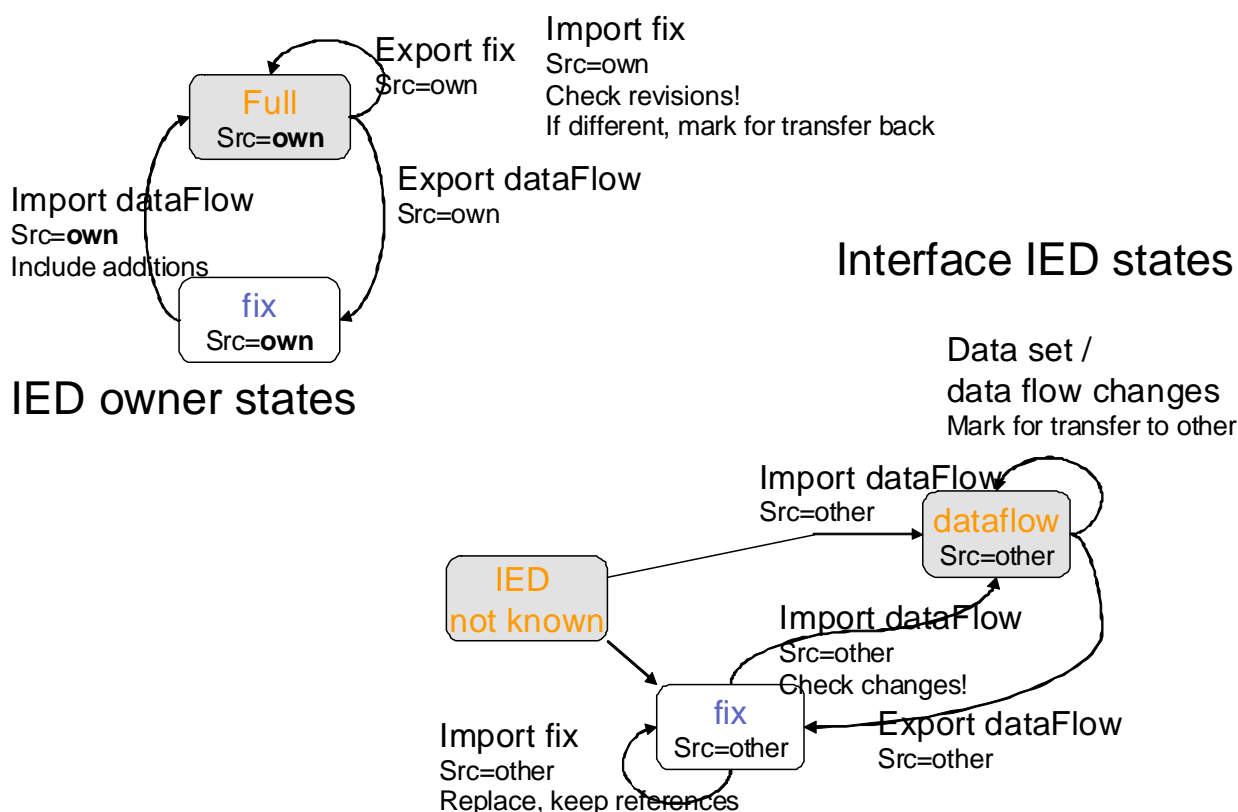 Export fix
Src=own
Import fix
Src=own
Check revisions!
If different, mark for transfer back
Full
Src=own
Export dataFlow
Src=own
Import dataFlow
Src=own
Include additions
fix
Src=own
IED owner states
Interface IED states
Data set /
data flow changes
Mark for transfer to other
Import dataFlow
Src=other
dataflow
Src=other
IED
not known
Import dataFlow
Src=other
Check changes!
fix
Src=other
Export dataFlow
Src=other
Import fix
Src=other
Replace, keep references